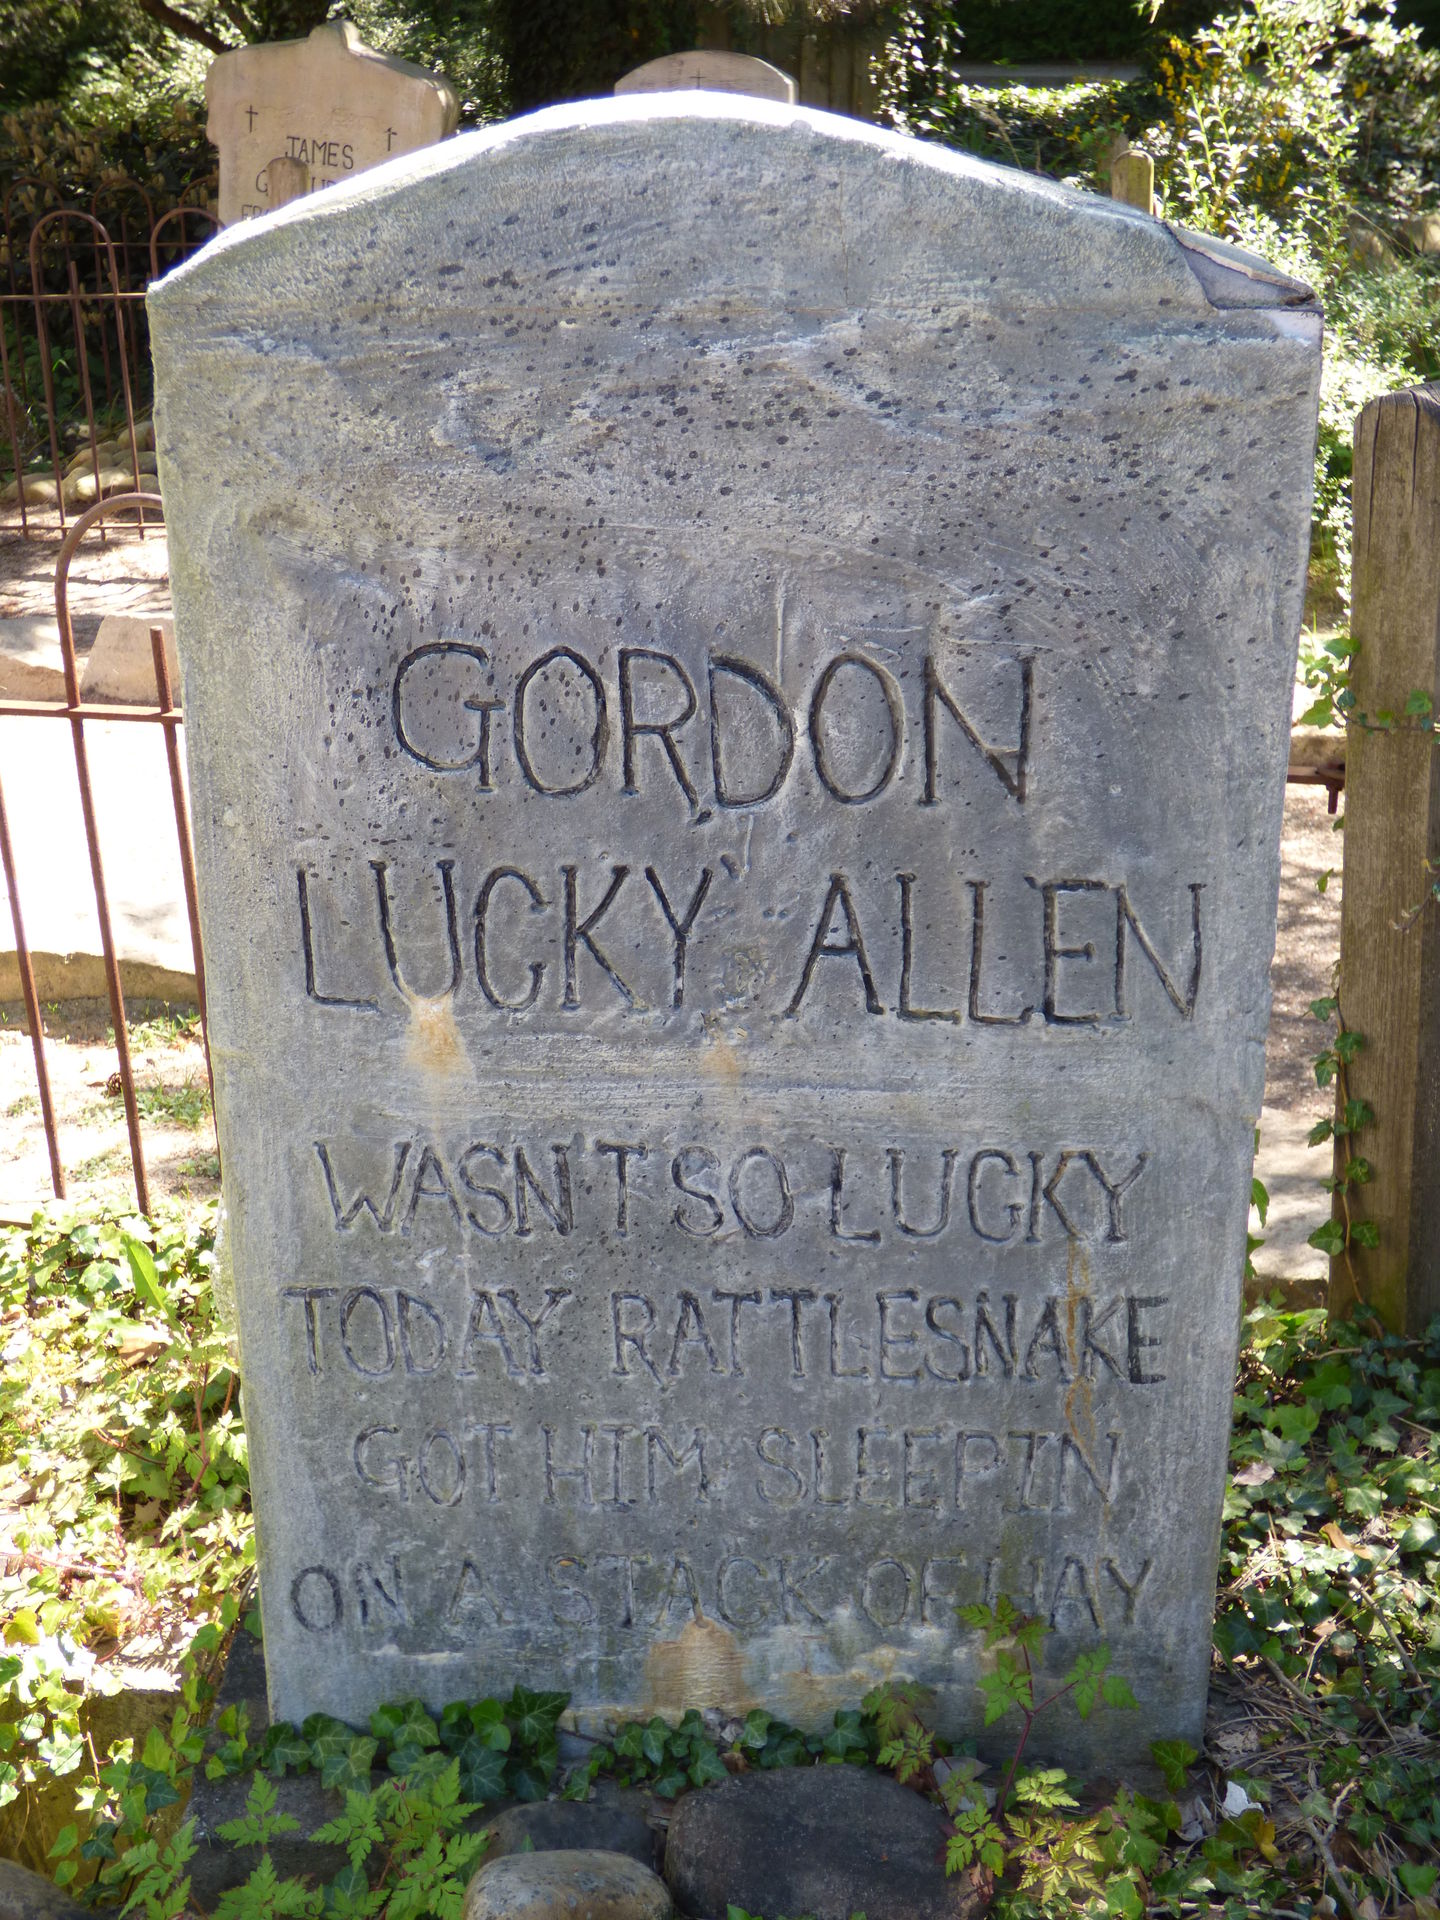 JAMES
GORDON
LUCKY' ALLEN
WASN'T SO LUCKY
TODAY RATTLESNAKE
GOT HIM SLEEPIN
ON A STACK OF HAY